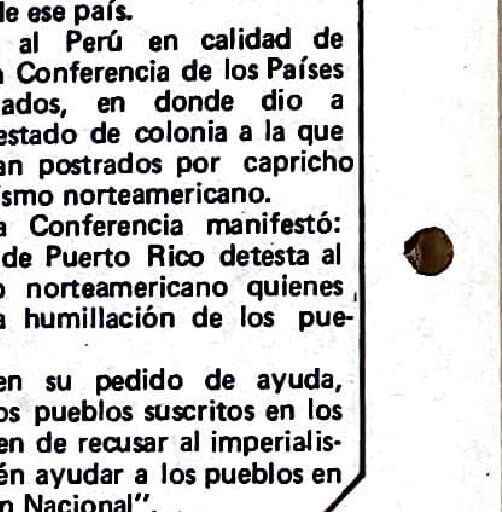 de ese país.
al Perú en calidad de
Conferencia de los Países
ados, en donde dio a
estado de colonia a la que
an postrados por capricho
ismo norteamericano.
a Conferencia manifestó:
de Puerto Rico detesta al
o norteamericano quienes
a humillación de los pue-
en su pedido de ayuda,
os pueblos suscritos en los
en de recusar al imperialis-
én ayudar a los pueblos en
n Nacional".